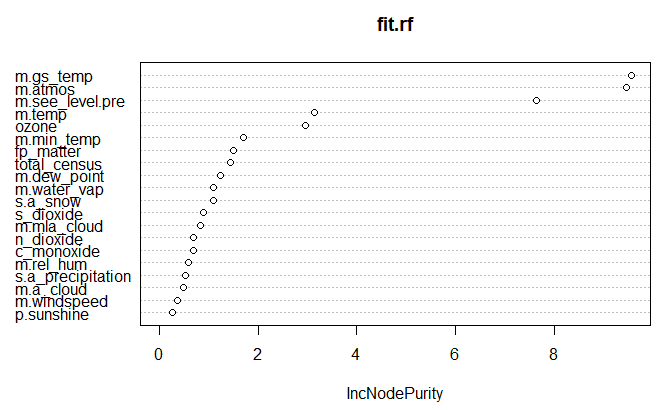 fit.rf
m.gs_temp
m.atmos
m.see_level.pre
m.temp
ozone
m.min_temp
fp_matter
total_census
m.dew_point
m.water_vap
s.a_snow
s_dioxide
m.mla_cloud
n_dioxide
c_monoxide
m.rel_hum
s.a_precipitation
m.a_cloud
m.windspeed
p.sunshine
0 2 4 6 8
IncNodePurity